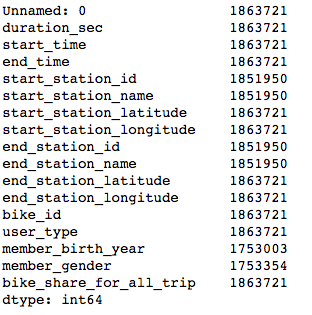 Unnamed: 0 1863721
duration_sec 1863721
start_time 1863721
end_time 1863721
start_station_id 1851950
start_station_name 1851950
start_station_latitude 1863721
start_station_longitude 1863721
end_station_id 1851950
end_station_name 1851950
end_station_latitude 1863721
end_station_longitude 1863721
bike_id 1863721
user_type 1863721
member_birth_year 1753003
member_gender 1753354
bike_share_for_all_trip 1863721
dtype: int64